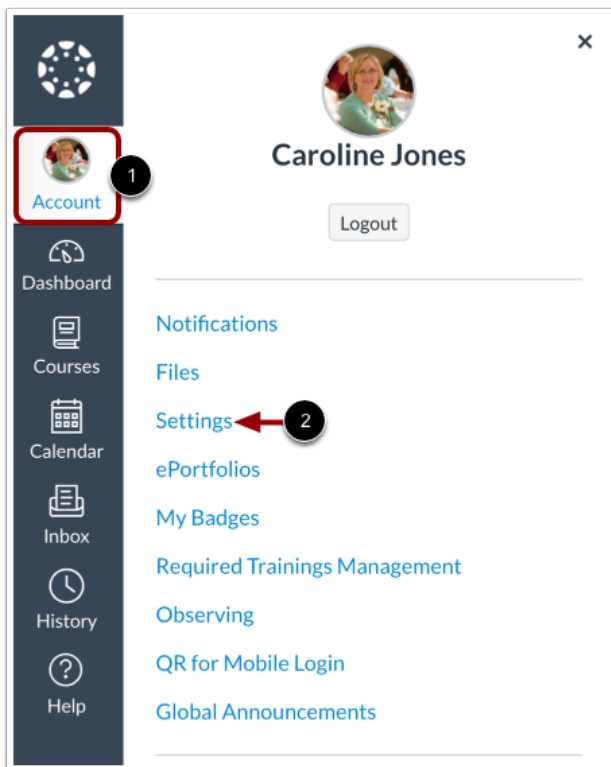 Account
1
Dashboard
Courses
Calendar
Inbox
History
Help
×
Caroline Jones
Logout
Notifications
Files
Settings
2
ePortfolios
My Badges
Required Trainings Management
Observing
QR for Mobile Login
Global Announcements